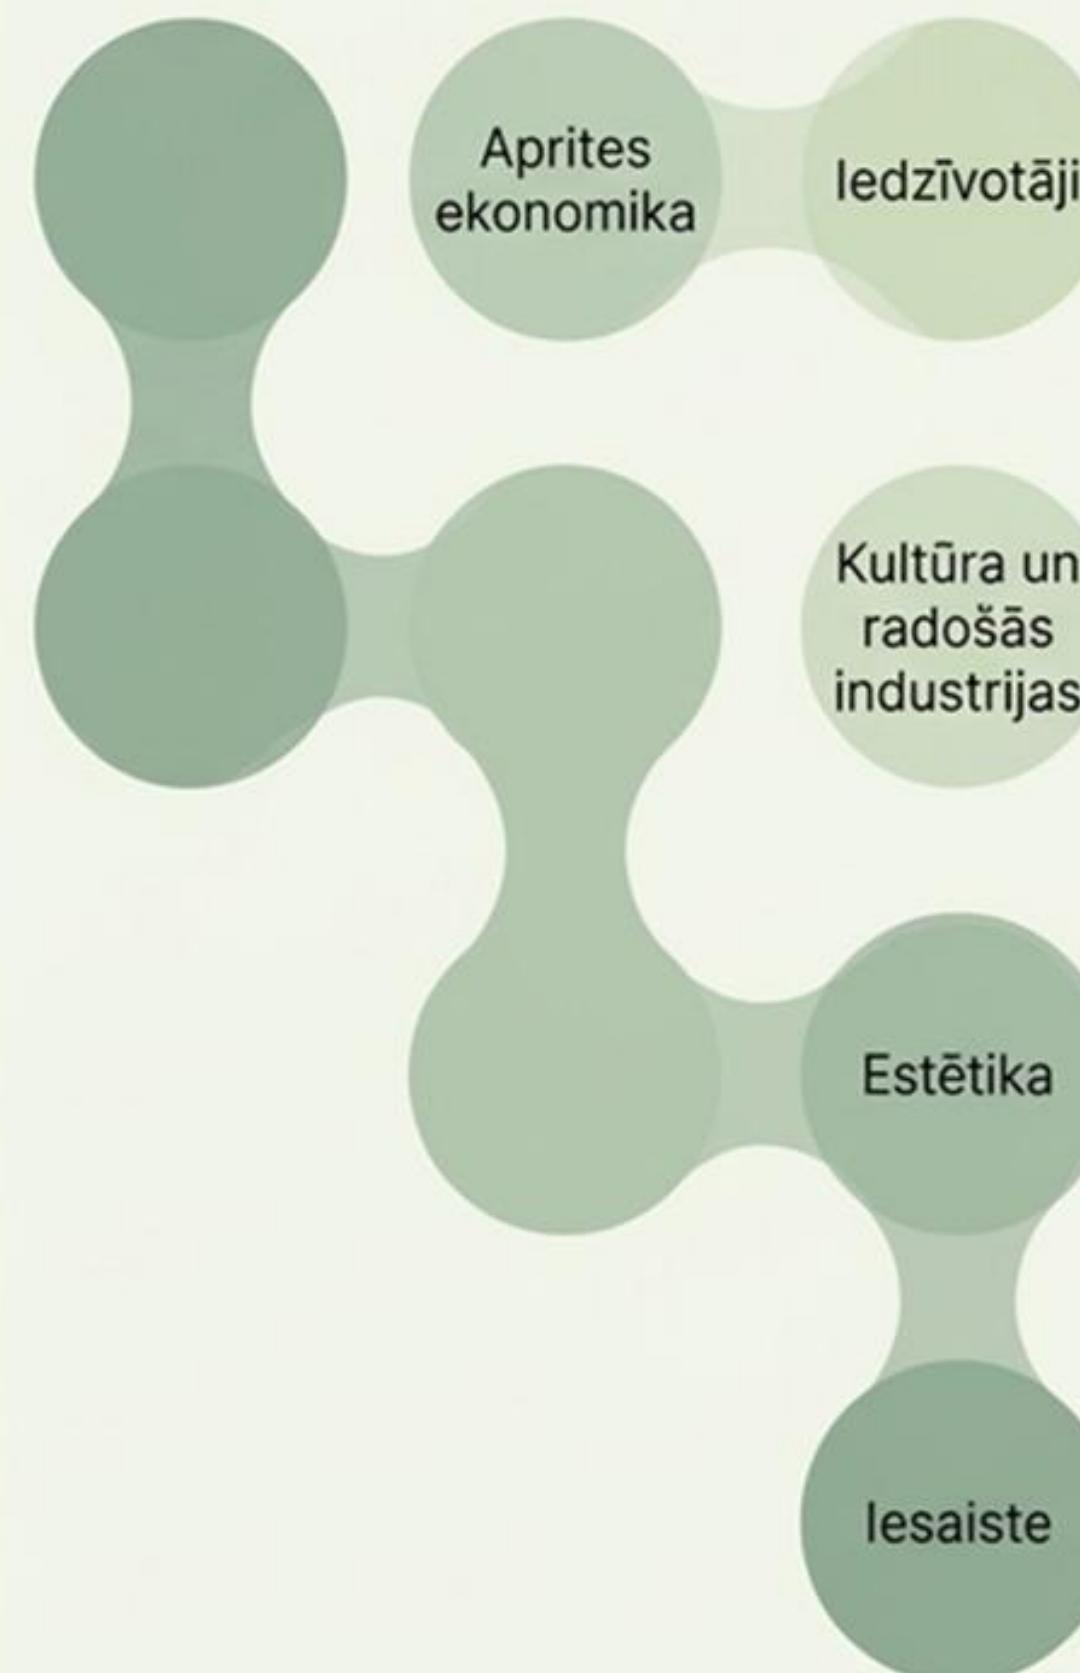 Aprites
ekonomika
Iedzīvotāji
Kultūra un
radošās
industrijas
Estētika
Iesaiste